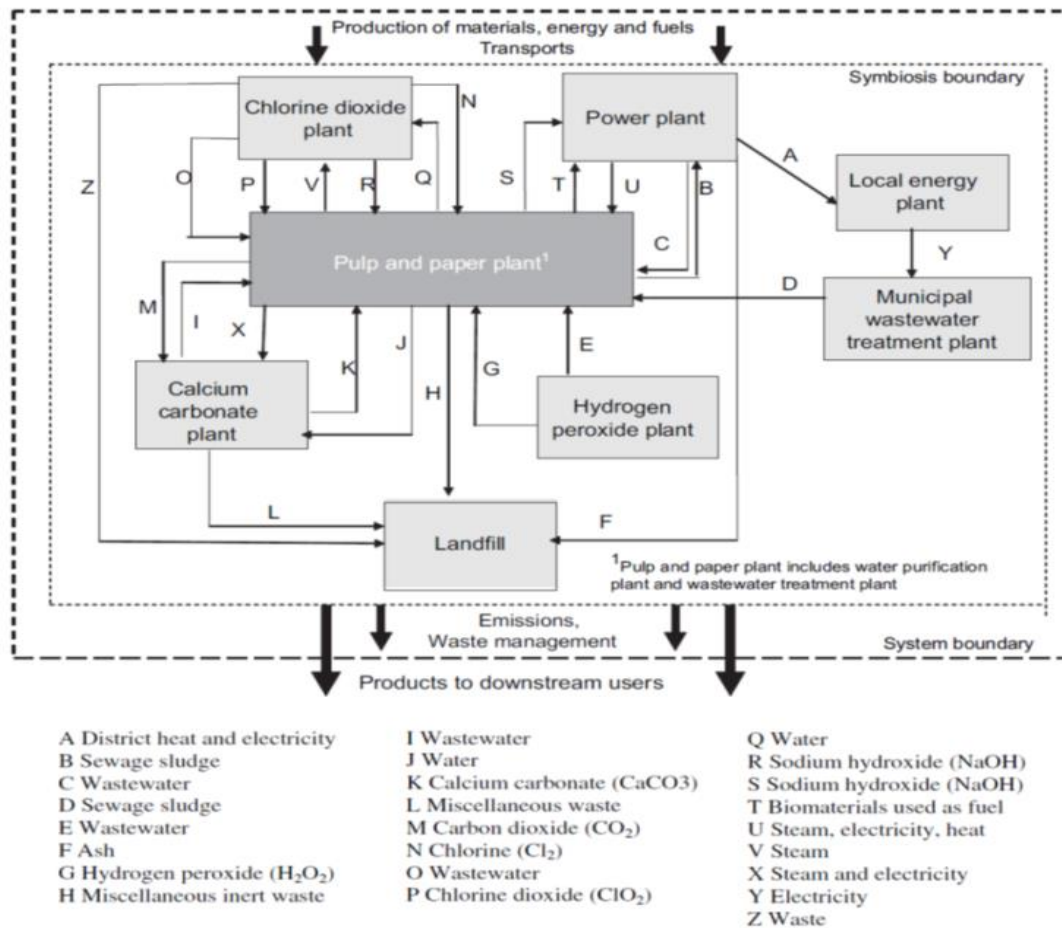 Production of materials, energy and fuels
Transports
Symbiosis boundary
Chlorine dioxide
plant
N
Power plant
A
Z
O
P
V
R
Q
S
T
U
B
Local energy
plant
C
Y
Pulp and paper plant¹
D
Municipal
wastewater
treatment plant
M
I
X
K
J
H
G
E
Calcium
carbonate
plant
Hydrogen
peroxide plant
L
F
Landfill
¹Pulp and paper plant includes water purification
plant and wastewater treatment plant
Emissions,
Waste management
System boundary
Products to downstream users
A District heat and electricity
B Sewage sludge
C Wastewater
D Sewage sludge
E Wastewater
F Ash
G Hydrogen peroxide (H₂O₂)
H Miscellaneous inert waste
I Wastewater
J Water
K Calcium carbonate (CaCO3)
L Miscellaneous waste
M Carbon dioxide (CO₂)
N Chlorine (Cl₂)
O Wastewater
P Chlorine dioxide (ClO₂)
Q Water
R Sodium hydroxide (NaOH)
S Sodium hydroxide (NaOH)
T Biomaterials used as fuel
U Steam, electricity, heat
V Steam
X Steam and electricity
Y Electricity
Z Waste